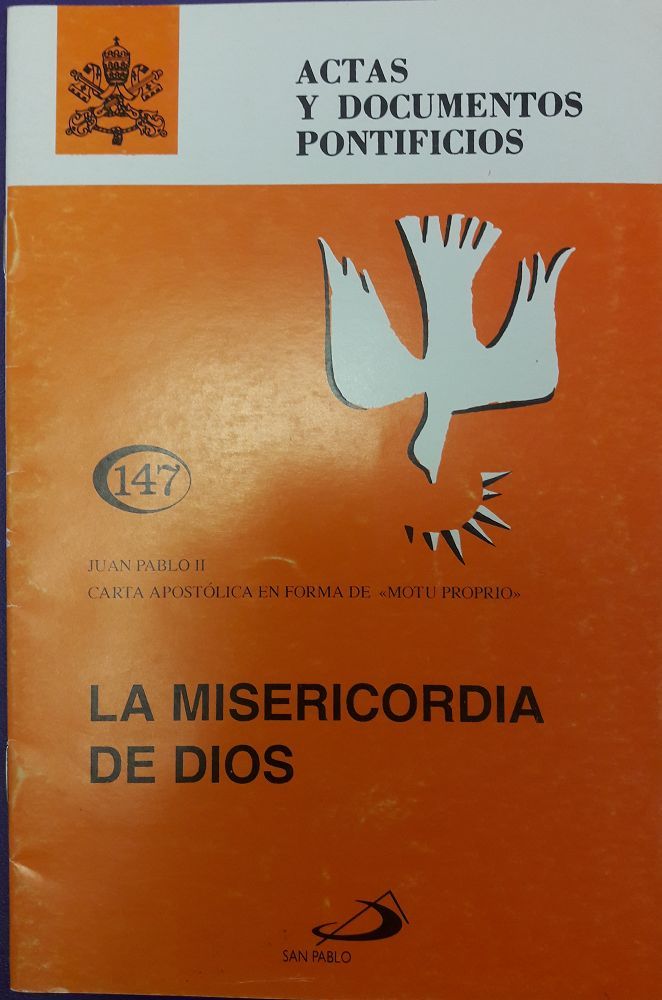 ACTAS
Y DOCUMENTOS
PONTIFICIOS
147
JUAN PABLO II
CARTA APOSTÓLICA EN FORMA DE «MOTU PROPRIO»
LA MISERICORDIA
DE DIOS
SAN PABLO